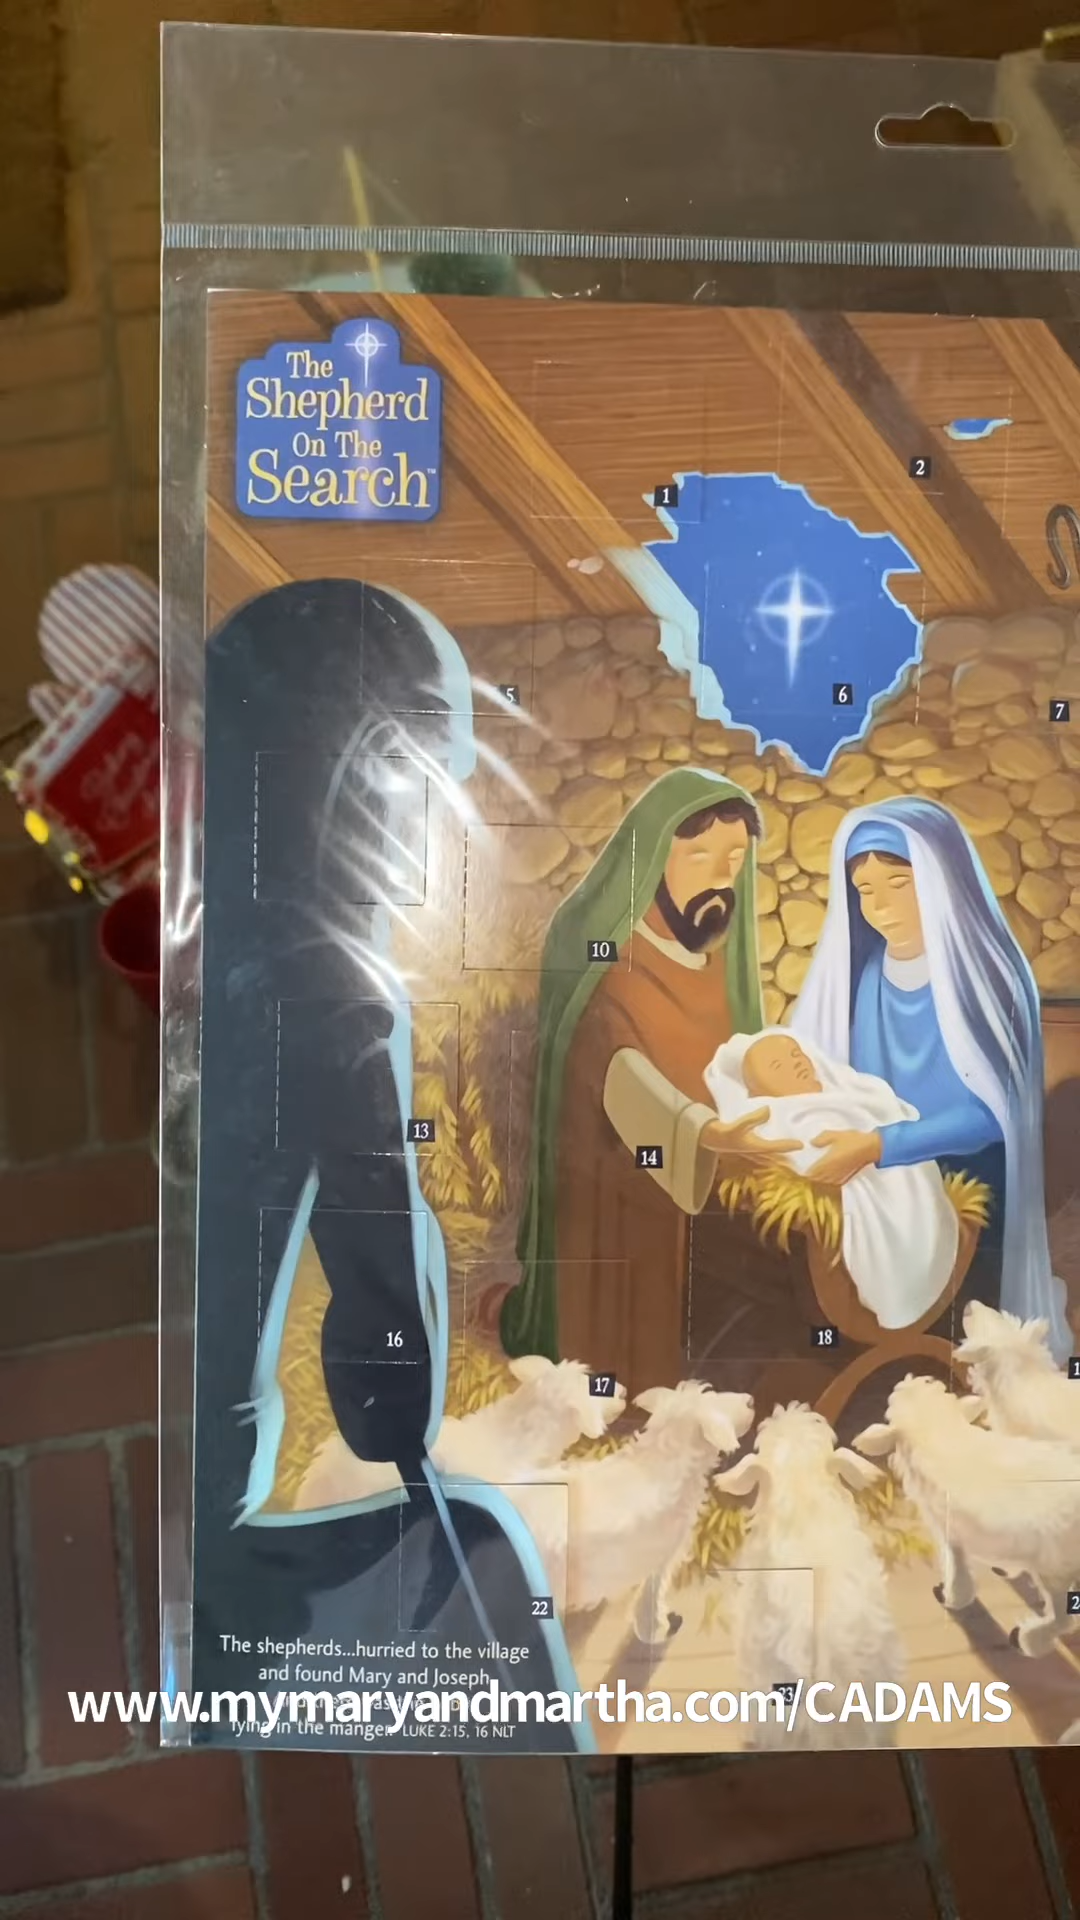 The
Shepherd
On The
Search™
2
1
5
6
7
10
13
14
16
18
17
22
23
The shepherds...hurried to the village
and found Mary and Joseph.
www.mymaryandmartha.com/CADAMS
lying in the manger. LUKE 2:15, 16 NLT